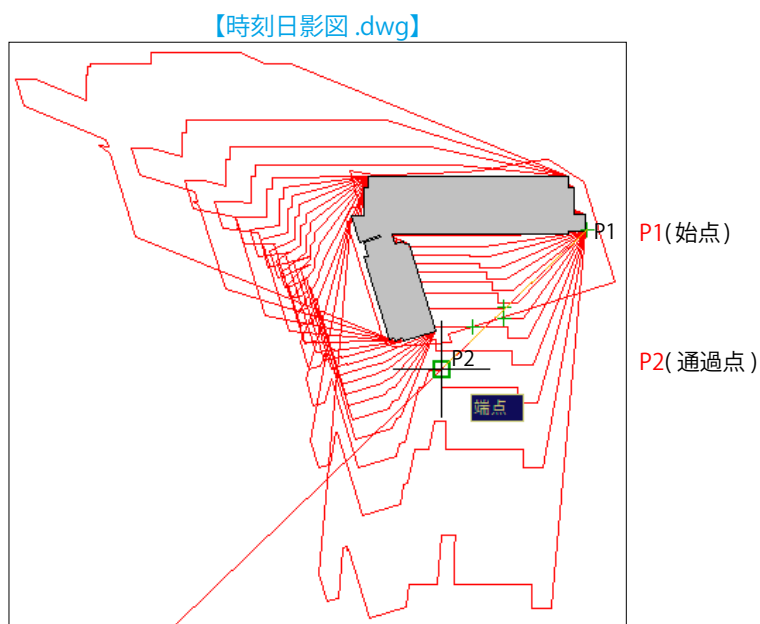 【時刻日影図 .dwg】
P1
P1(始点)
P2
P2( 通過点 )
端点